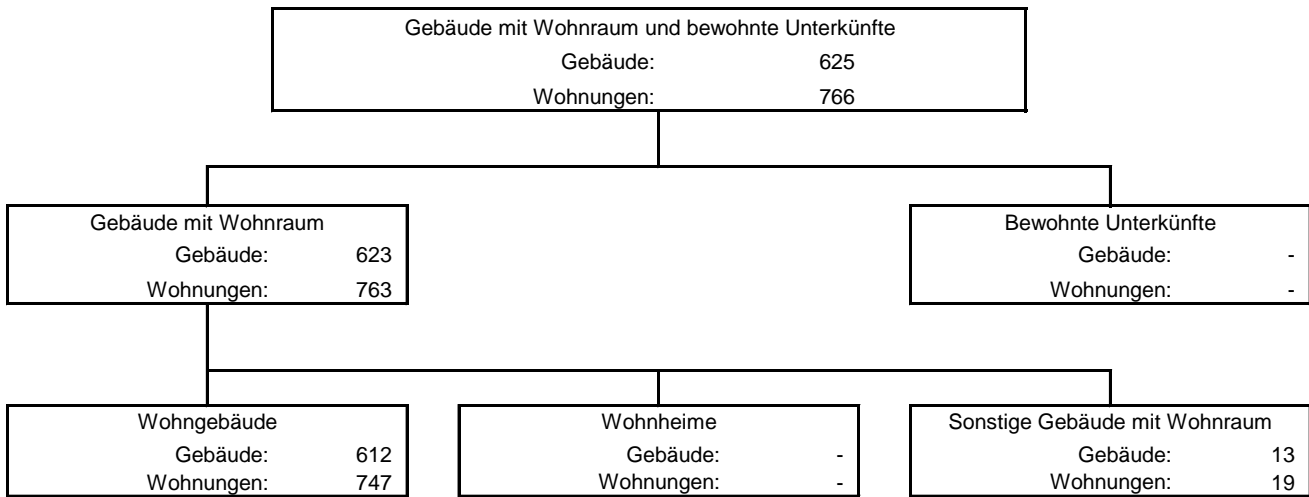 Gebäude mit Wohnraum und bewohnte Unterkünfte
Gebäude: 625
Wohnungen: 766
Gebäude mit Wohnraum
Gebäude: 623
Wohnungen: 763
Bewohnte Unterkünfte
Gebäude: -
Wohnungen: -
Wohngebäude
Gebäude: 612
Wohnungen: 747
Wohnheime
Gebäude: -
Wohnungen: -
Sonstige Gebäude mit Wohnraum
Gebäude: 13
Wohnungen: 19